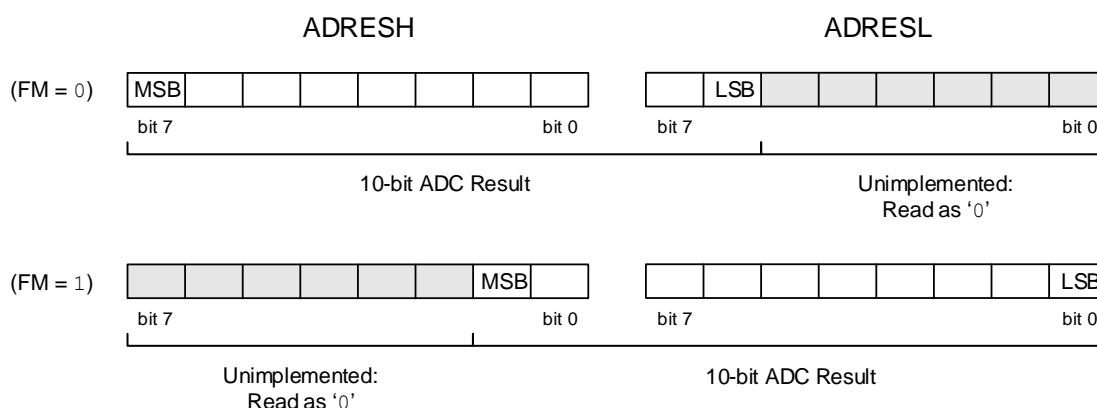 ADRESH ADRESL
(FM = 0) MSB LSB
bit 7 bit 0 bit 7 bit 0
10-bit ADC Result Unimplemented:
Read as ‘0’
(FM = 1) MSB LSB
bit 7 bit 0 bit 7 bit 0
Unimplemented: 10-bit ADC Result
Read as ‘0’